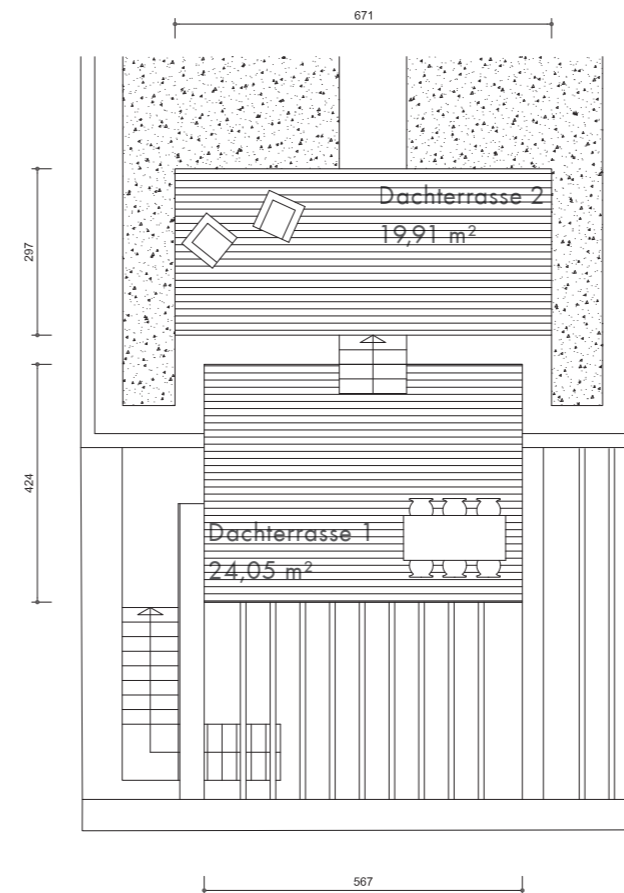 671
Dachterrasse 2
19,91 m²
297
424
Dachterrasse 1
24,05 m²
567